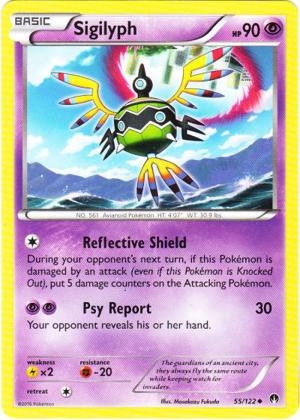 BASIC
Sigilyph
HP 90
NO. 561 Avianoid Pokémon HT: 4'07" WT: 30.9 lbs.
Reflective Shield
During your opponent's next turn, if this Pokémon is
damaged by an attack (even if this Pokémon is Knocked
Out), put 5 damage counters on the Attacking Pokémon.
Psy Report 30
Your opponent reveals his or her hand.
weakness resistance
×2 -20
retreat
The guardians of an ancient city,
they always fly the same route
while keeping watch for
invaders.
Illus. Masakazu Fukuda
55/122
©2016 Pokémon